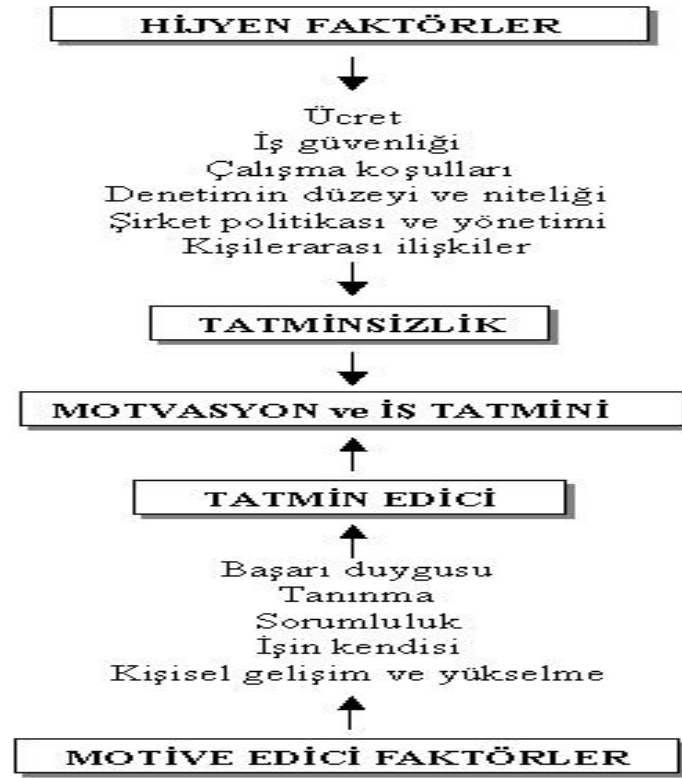 HİJYEN FAKTÖRLER
Ücret
İş güvenliği
Çalışma koşulları
Denetimin düzeyi ve niteliği
Şirket politikası ve yönetimi
Kişilerarası ilişkiler
TATMİNSİZLİK
MOTVASYON ve İŞ TATMİNİ
TATMİN EDİCİ
Başarı duygusu
Tanınma
Sorumluluk
İşin kendisi
Kişisel gelişim ve yükselme
MOTİVE EDİCİ FAKTÖRLER